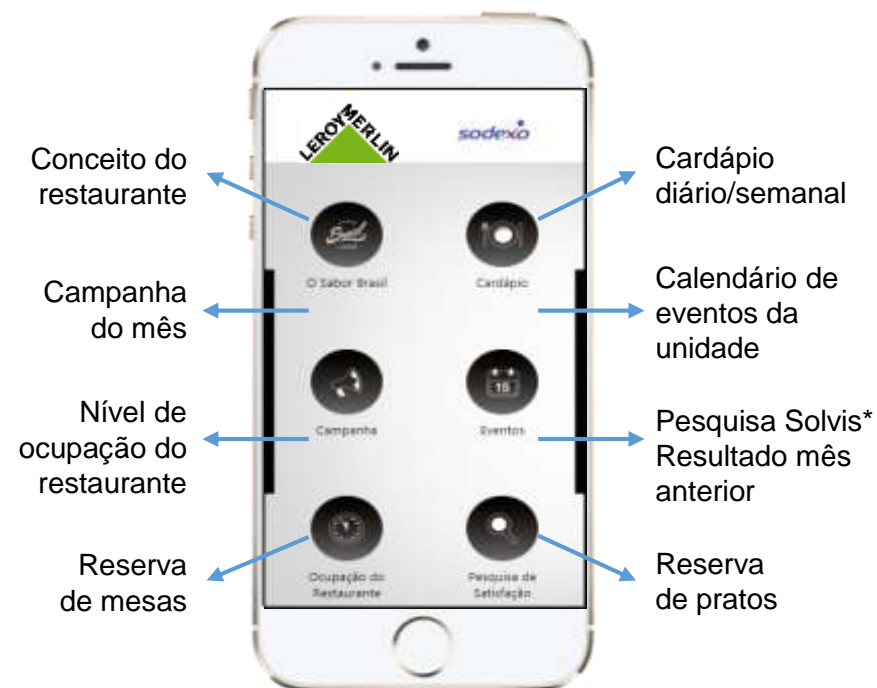 LEROY MERLIN
sodexo
Conceito do
restaurante
Cardápio
diário/semanal
Brasil
O Sabor Brasil
Cardápio
Campanha
do mês
Calendário de
eventos da
unidade
15
Campanha
Eventos
Nível de
ocupação do
restaurante
Pesquisa Solvis*
Resultado mês
anterior
Reserva
de mesas
Reserva
de pratos
Ocupação do
Restaurante
Pesquisa de
Satisfação